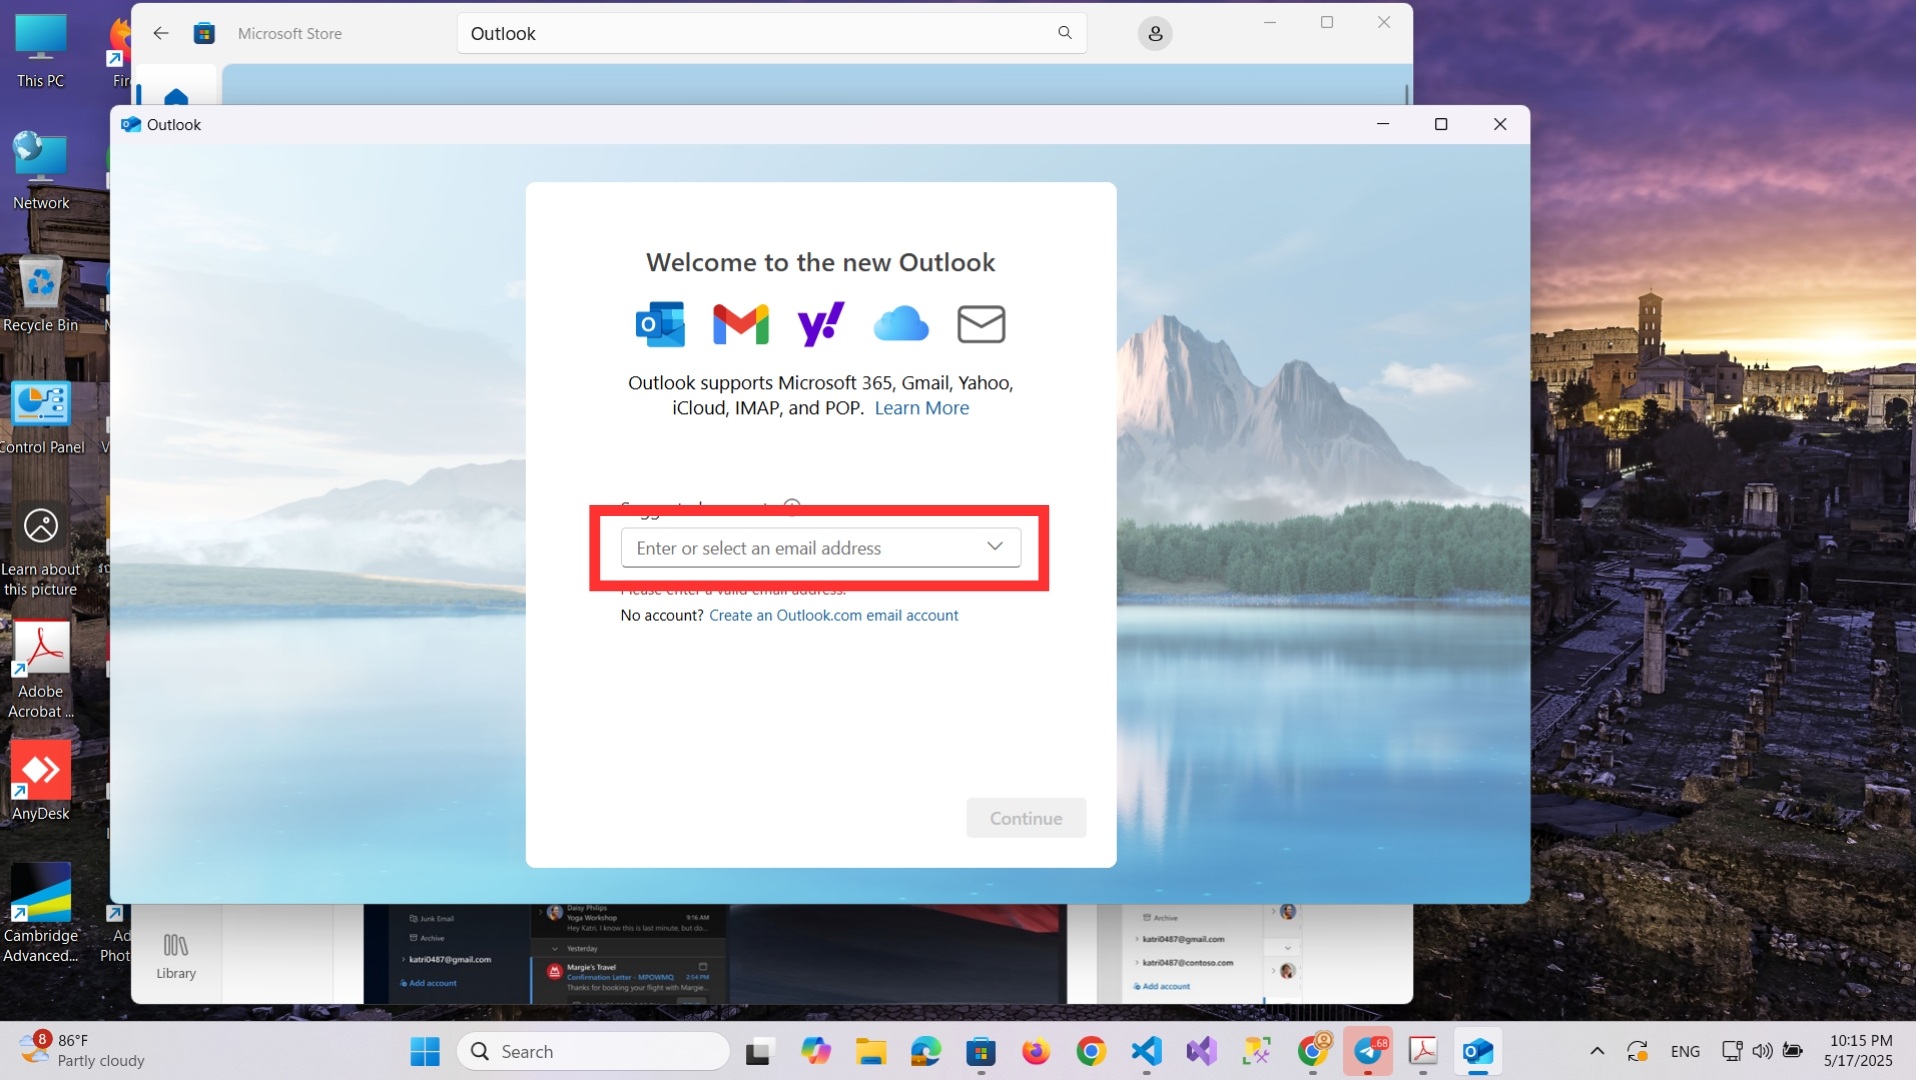 This PC
Fir
Network
Recycle Bin
Control Panel
Learn about
this picture
Adobe
Acrobat ...
AnyDesk
Cambridge
Advanced...
Ad
Phot
Microsoft Store
Outlook
Outlook
Welcome to the new Outlook
Outlook supports Microsoft 365, Gmail, Yahoo,
iCloud, IMAP, and POP. Learn More
Enter or select an email address
Please enter a valid email address.
No account? Create an Outlook.com email account
Continue
Library
Junk Email
Archive
katri0487@gmail.com
Add account
Daisy Philips
Yoga Workshop 9:16 AM
Hey Katri, I know this is last minute, but do...
Yesterday
Margie's Travel
Confirmation Letter - MPOWMQ 2:54 PM
Thanks for booking your flight with Margie...
Archive
katri0487@gmail.com
katri0487@contoso.com
Add account
8
86°F
Partly cloudy
Search
..68
ENG
10:15 PM
5/17/2025